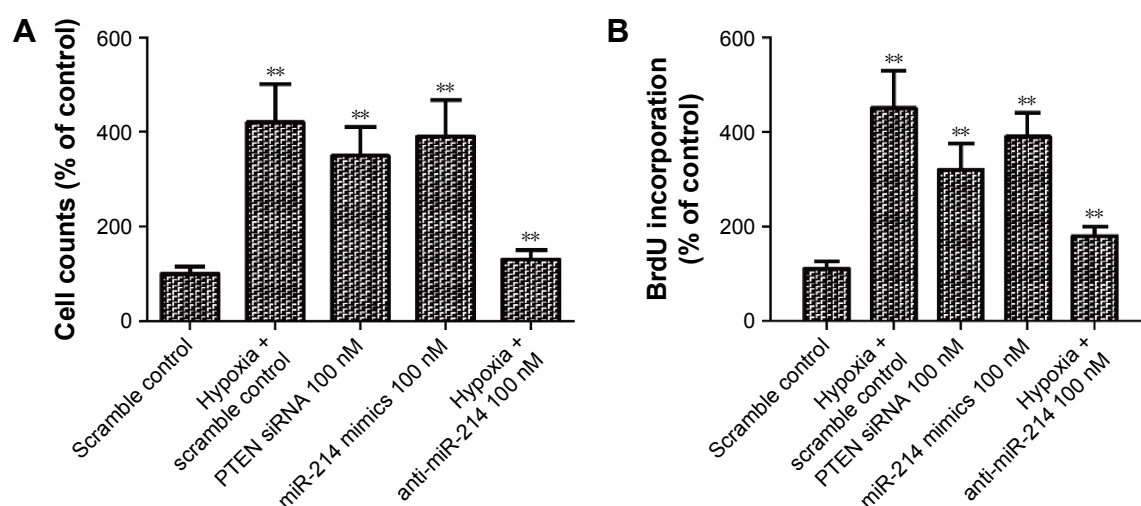 A
Cell counts (% of control)
600
400
200
0
**
**
**
**
Scramble control
Hypoxia +
scramble control
PTEN siRNA 100 nM
miR-214 mimics 100 nM
Hypoxia +
anti-miR-214 100 nM
B
BrdU incorporation
(% of control)
600
400
200
0
**
**
**
**
Scramble control
Hypoxia +
scramble control
PTEN siRNA 100 nM
miR-214 mimics 100 nM
Hypoxia +
anti-miR-214 100 nM